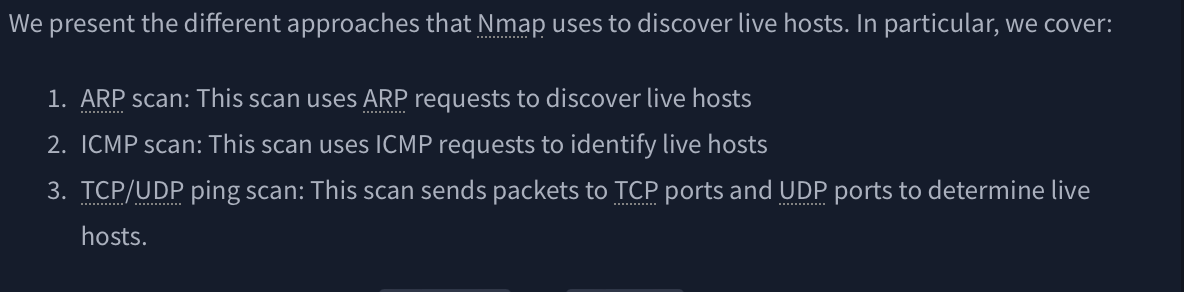 We present the different approaches that Nmap uses to discover live hosts. In particular, we cover:
1. ARP scan: This scan uses ARP requests to discover live hosts
2. ICMP scan: This scan uses ICMP requests to identify live hosts
3. TCP/UDP ping scan: This scan sends packets to TCP ports and UDP ports to determine live
hosts.